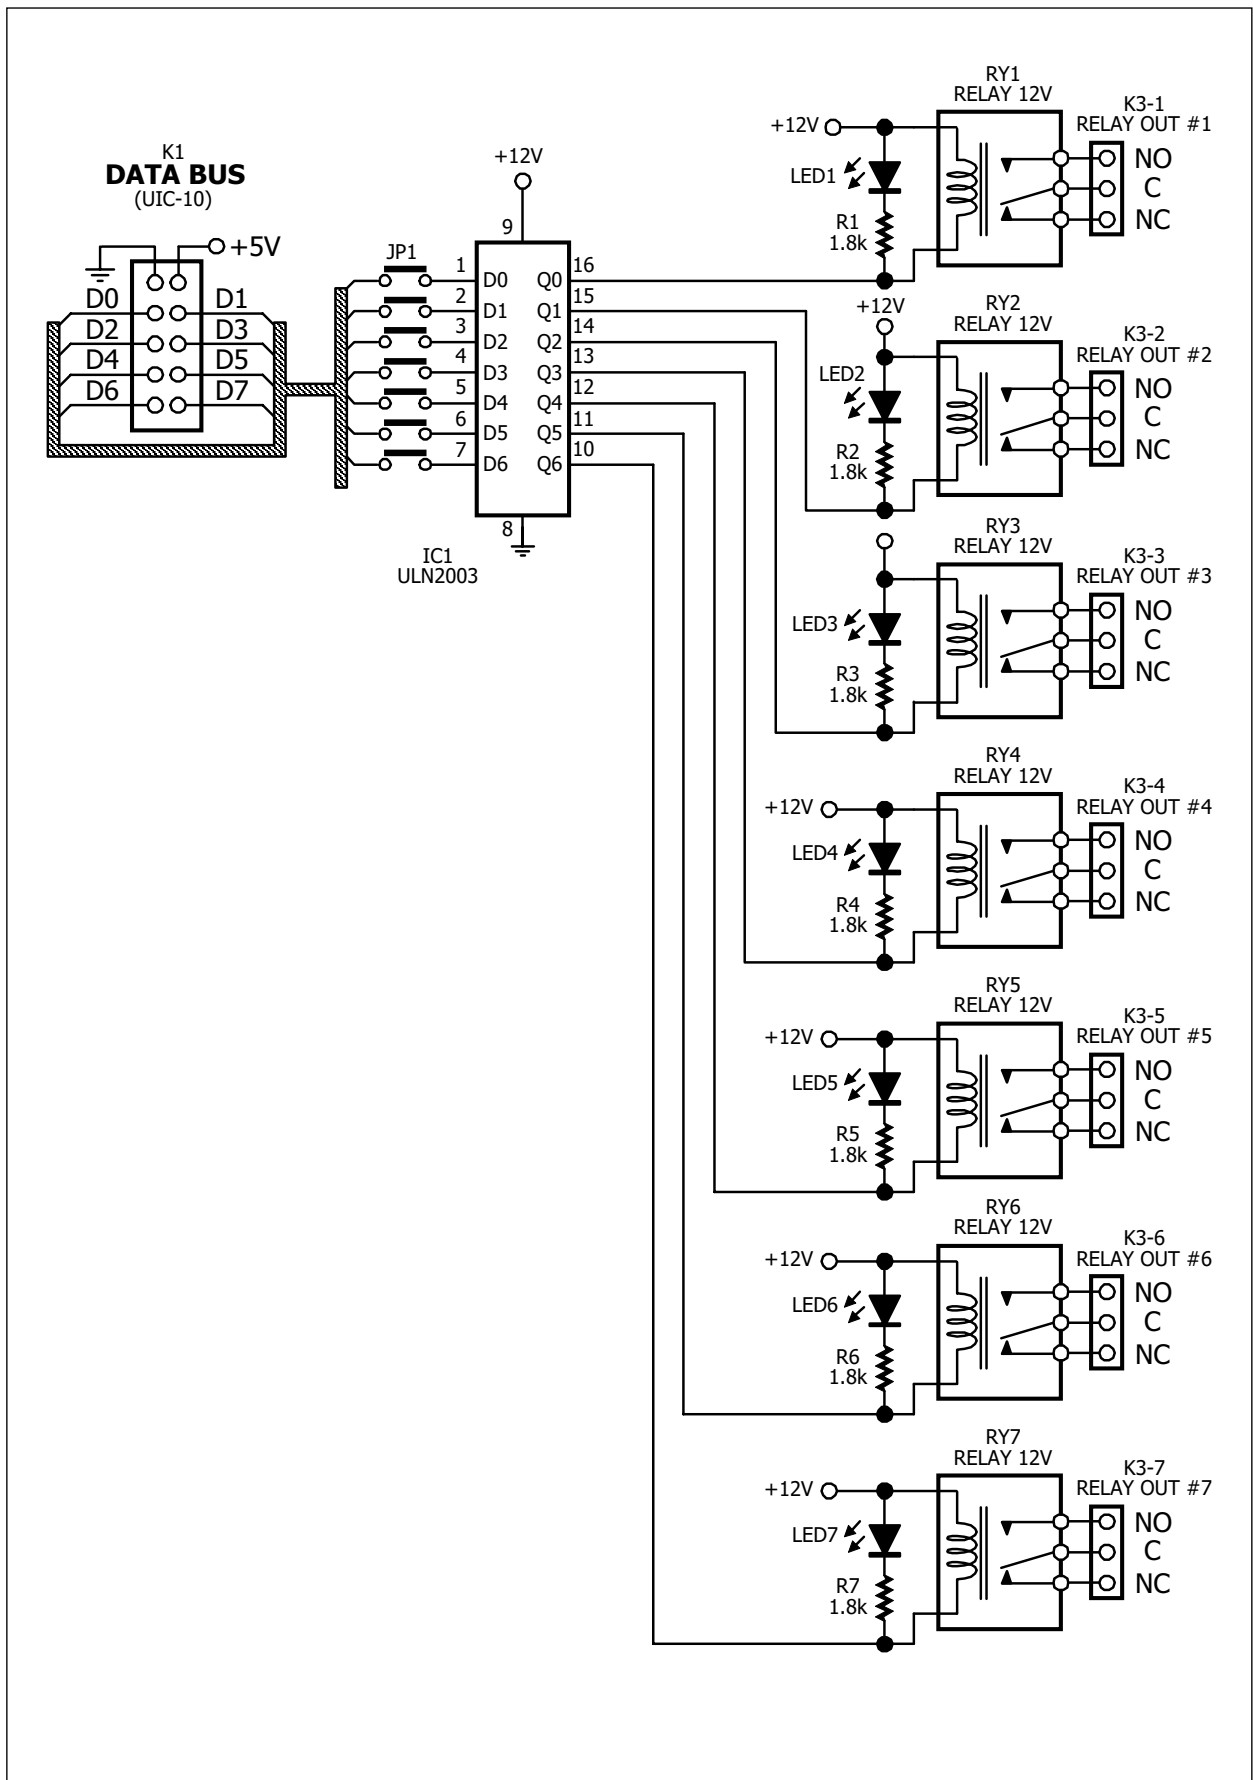 K1
DATA BUS
(UIC-10)
+5V
D0 D1
D2 D3
D4 D5
D6 D7
JP1
+12V
9
1 D0 Q0 16
2 D1 Q1 15
3 D2 Q2 14
4 D3 Q3 13
5 D4 Q4 12
6 D5 Q5 11
7 D6 Q6 10
8
IC1
ULN2003
RY1
RELAY 12V
K3-1
RELAY OUT #1
+12V
LED1
R1
1.8k
NO
C
NC
RY2
RELAY 12V
K3-2
RELAY OUT #2
+12V
LED2
R2
1.8k
NO
C
NC
RY3
RELAY 12V
K3-3
RELAY OUT #3
LED3
R3
1.8k
NO
C
NC
RY4
RELAY 12V
K3-4
RELAY OUT #4
+12V
LED4
R4
1.8k
NO
C
NC
RY5
RELAY 12V
K3-5
RELAY OUT #5
+12V
LED5
R5
1.8k
NO
C
NC
RY6
RELAY 12V
K3-6
RELAY OUT #6
+12V
LED6
R6
1.8k
NO
C
NC
RY7
RELAY 12V
K3-7
RELAY OUT #7
+12V
LED7
R7
1.8k
NO
C
NC